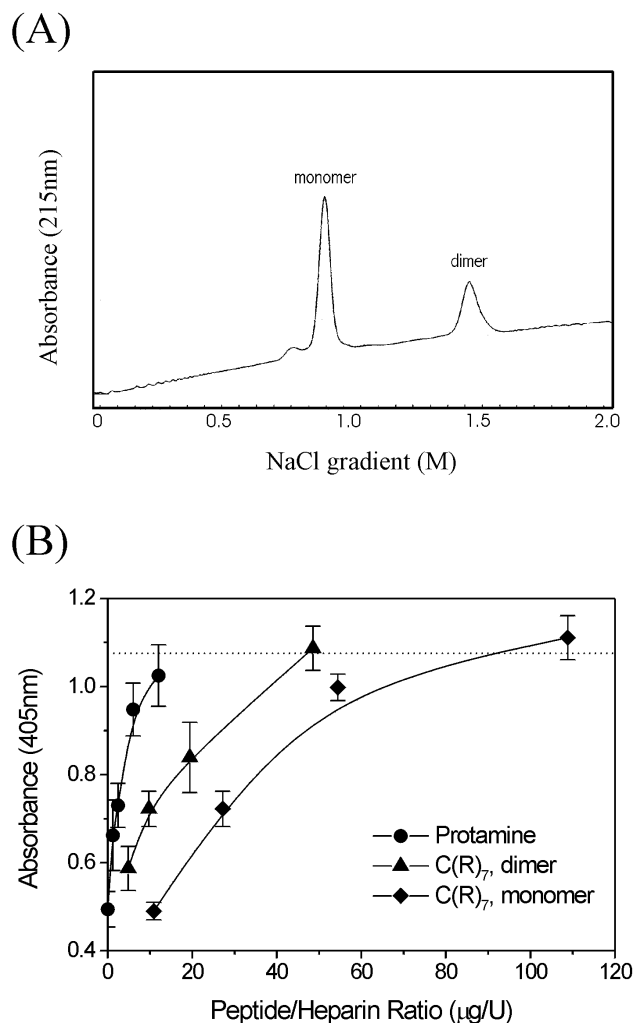 (A)
Absorbance (215nm)
monomer
dimer
0 0.5 1.0 1.5 2.0
NaCl gradient (M)
(B)
Absorbance (405nm)
1.2
1.0
0.8
0.6
0.4
Protamine
C(R)₇, dimer
C(R)₇, monomer
0 20 40 60 80 100 120
Peptide/Heparin Ratio (μg/U)